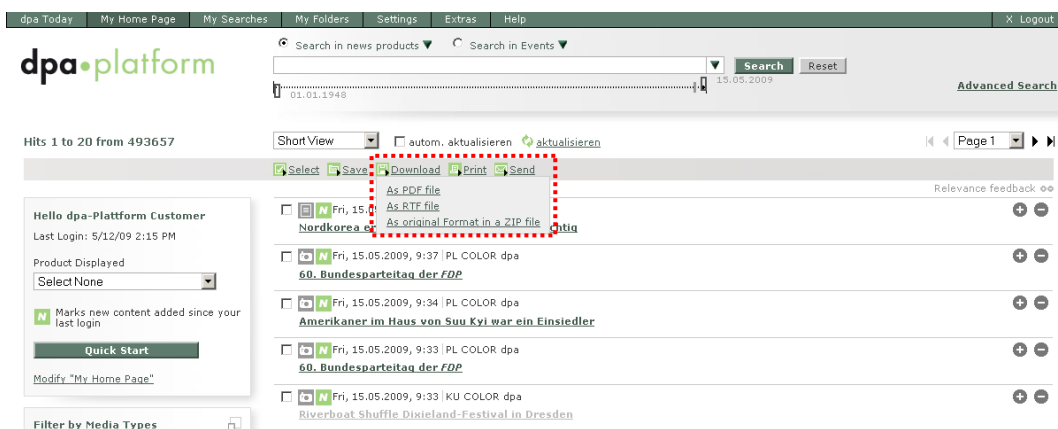 dpa Today My Home Page My Searches My Folders Settings Extras Help X Logout
Search in news products Search in Events
dpa•platform
Search Reset
01.01.1948 15.05.2009
Advanced Search
Hits 1 to 20 from 493657 Short View autom. aktualisieren aktualisieren Page 1
Select Save Download Print Send
Relevance feedback
As PDF file
As RTF file
As original Format in a ZIP file
Hello dpa-Plattform Customer
Last Login: 5/12/09 2:15 PM
Product Displayed
Select None
N Marks new content added since your
last login
Quick Start
Modify "My Home Page"
Filter by Media Types
N Fri, 15.
Nordkorea
N Fri, 15.05.2009, 9:37 PL COLOR dpa
60. Bundesparteitag der FDP
N Fri, 15.05.2009, 9:34 PL COLOR dpa
Amerikaner im Haus von Suu Kyi war ein Einsiedler
N Fri, 15.05.2009, 9:33 PL COLOR dpa
60. Bundesparteitag der FDP
N Fri, 15.05.2009, 9:33 KU COLOR dpa
Riverboat Shuffle Dixieland-Festival in Dresden